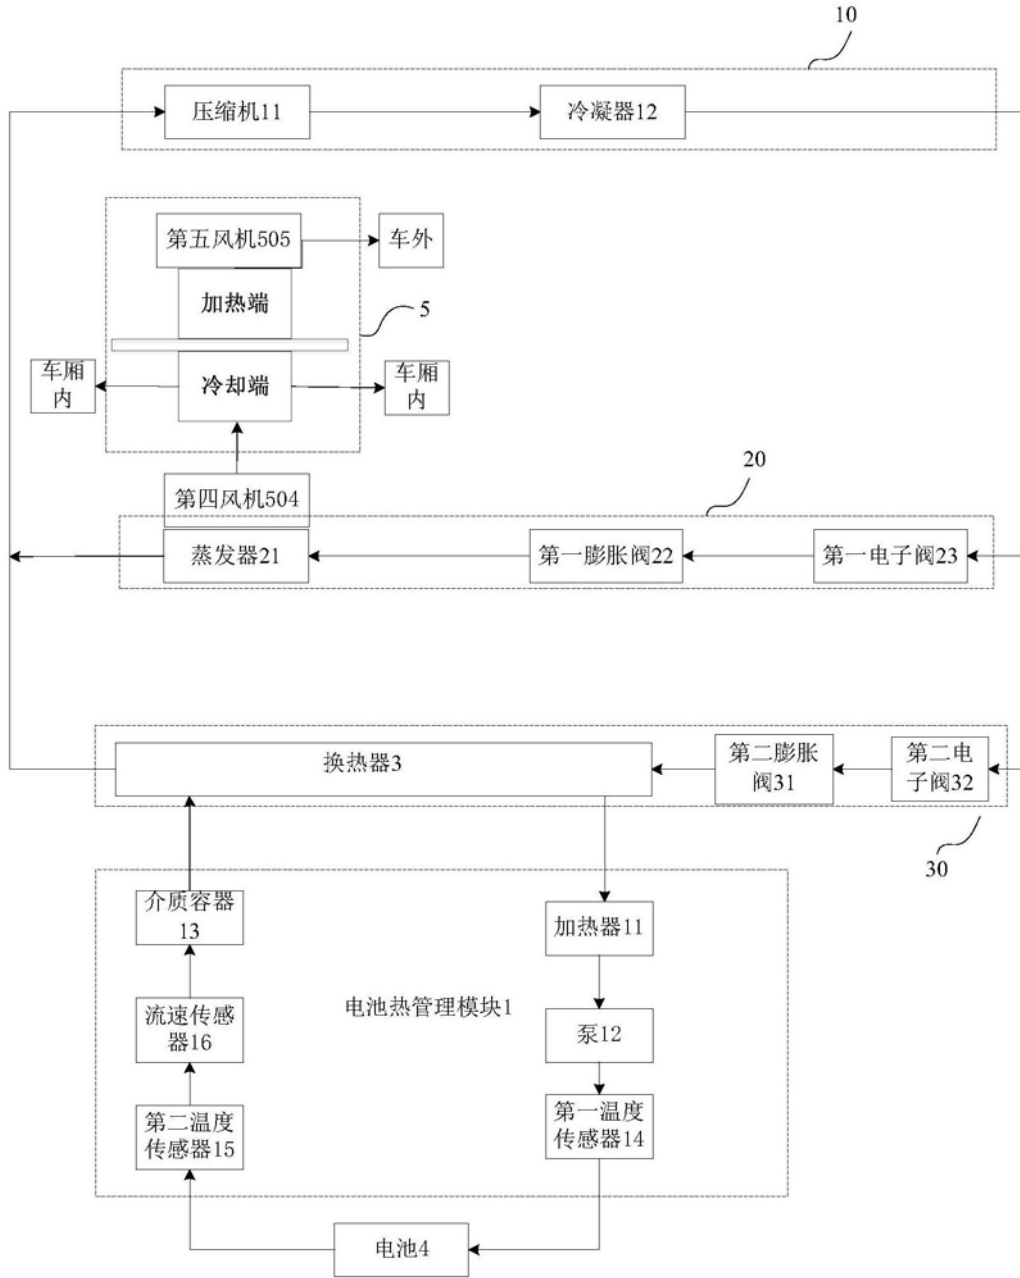 10
压缩机11
冷凝器12
第五风机505
车外
加热端
5
车厢
内
冷却端
车厢
内
20
第四风机504
蒸发器21
第一膨胀阀22
第一电子阀23
换热器3
第二膨胀
阀31
第二电
子阀32
30
介质容器
13
加热器11
电池热管理模块1
流速传感
器16
泵12
第二温度
传感器15
第一温度
传感器14
电池4